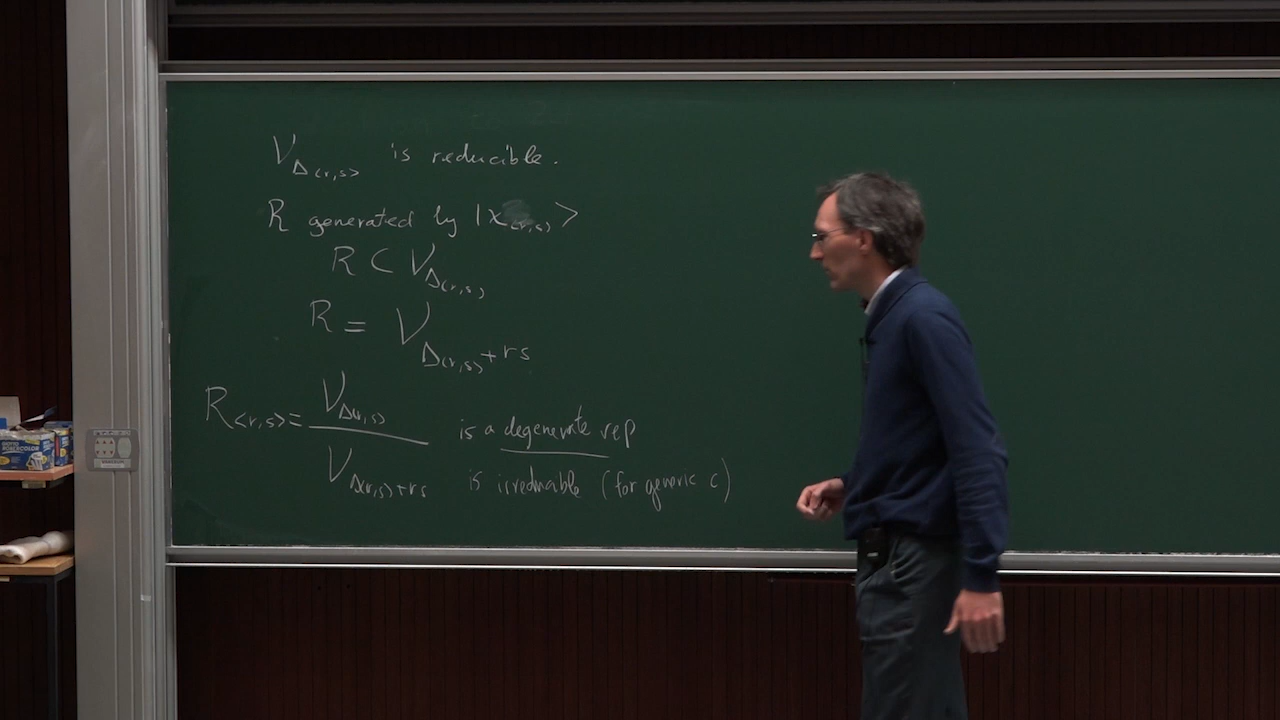 V_Δ⟨r,s⟩ is reducible.
R generated by |χ⟨r,s⟩>
R ⊂ V_Δ(r,s)
R = V_Δ(r,s)+rs
R⟨r,s⟩ = V_Δ(r,s) / V_Δ(r,s)+rs is a degenerate rep
is irreducible (for generic c)